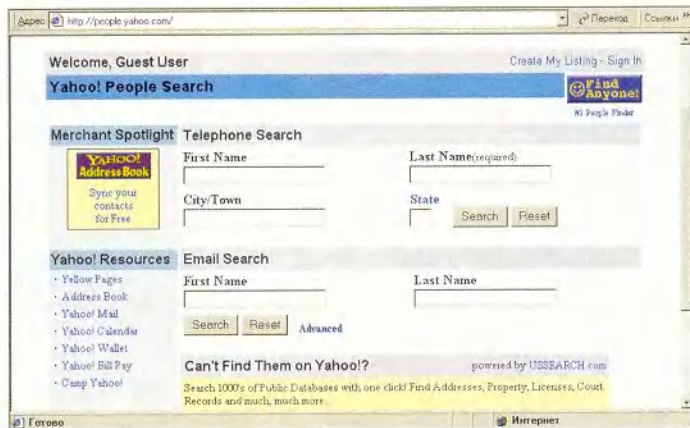 Адрес http://people.yahoo.com/ Переход Ссылки »
Welcome, Guest User Create My Listing - Sign In
Yahoo! People Search
Find Anyone!
#1 People Finder
Merchant Spotlight
YAHOO!
Address Book
Sync your
contacts
for Free
Telephone Search
First Name Last Name(required)
City/Town State Search Reset
Yahoo! Resources
· Yellow Pages
· Address Book
· Yahoo! Mail
· Yahoo! Calendar
· Yahoo! Wallet
· Yahoo! Bill Pay
· Camp Yahoo!
Email Search
First Name Last Name
Search Reset Advanced
Can't Find Them on Yahoo!? powered by USSEARCH.com
Search 1000's of Public Databases with one click! Find Addresses, Property, Licenses, Court
Records and much, much more...
Готово Интернет